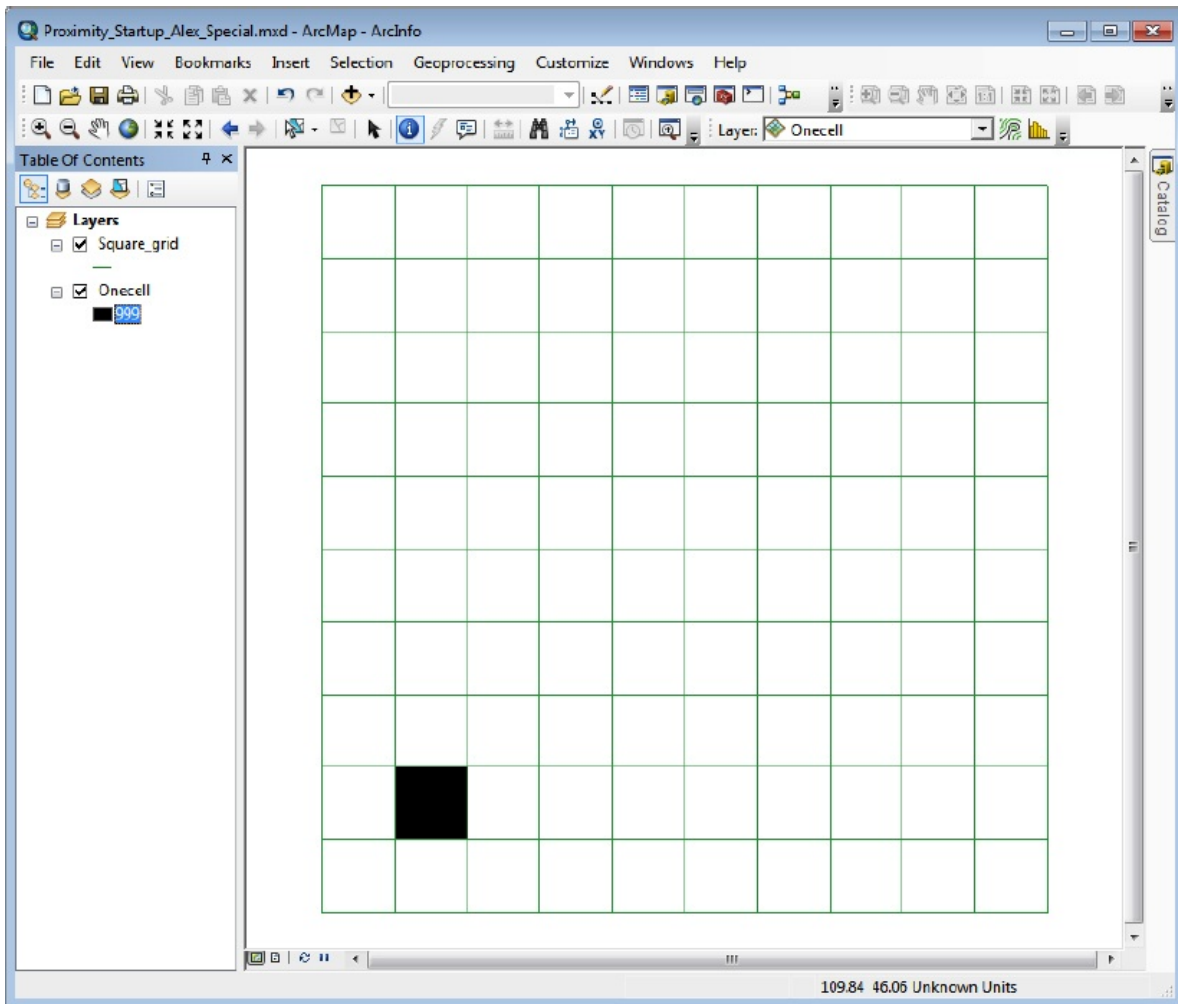 Proximity_Startup_Alex_Special.mxd - ArcMap - ArcInfo
File Edit View Bookmarks Insert Selection Geoprocessing Customize Windows Help
Layer: Onecell
Table Of Contents
Layers
Square_grid
Onecell
999
Catalog
109.84 46.06 Unknown Units